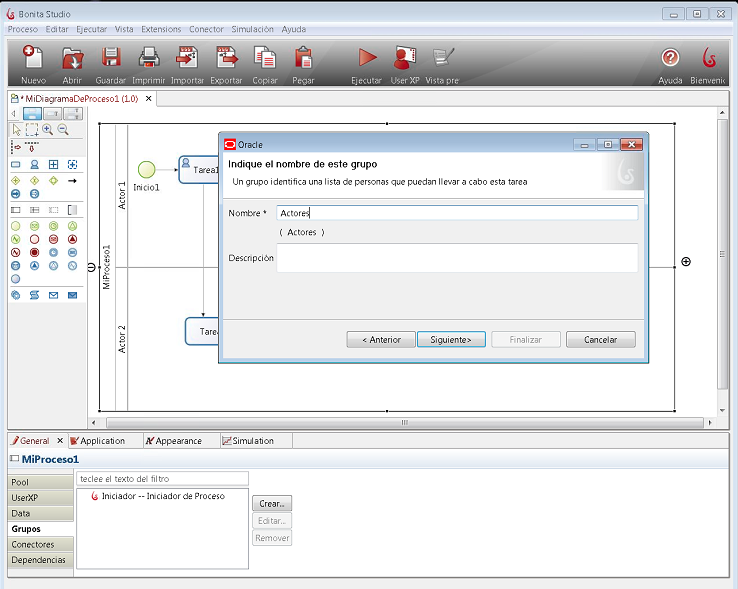 Bonita Studio
Proceso Editar Ejecutar Vista Extensions Conector Simulación Ayuda
Nuevo Abrir Guardar Imprimir Importar Exportar Copiar Pegar Ejecutar User XP Vista pre Ayuda Bienveni
* MiDiagramaDeProceso1 (1.0)
Oracle
Indique el nombre de este grupo
Un grupo identifica una lista de personas que puedan llevar a cabo esta tarea
Nombre * Actores
( Actores )
Descripción
< Anterior Siguiente> Finalizar Cancelar
MiProceso1
Actor 1
Actor 2
Inicio1
Tarea1
Tarea
General Application Appearance Simulation
MiProceso1
Pool
UserXP
Data
Grupos
Conectores
Dependencias
teclee el texto del filtro
Iniciador -- Iniciador de Proceso
Crear...
Editar...
Remover